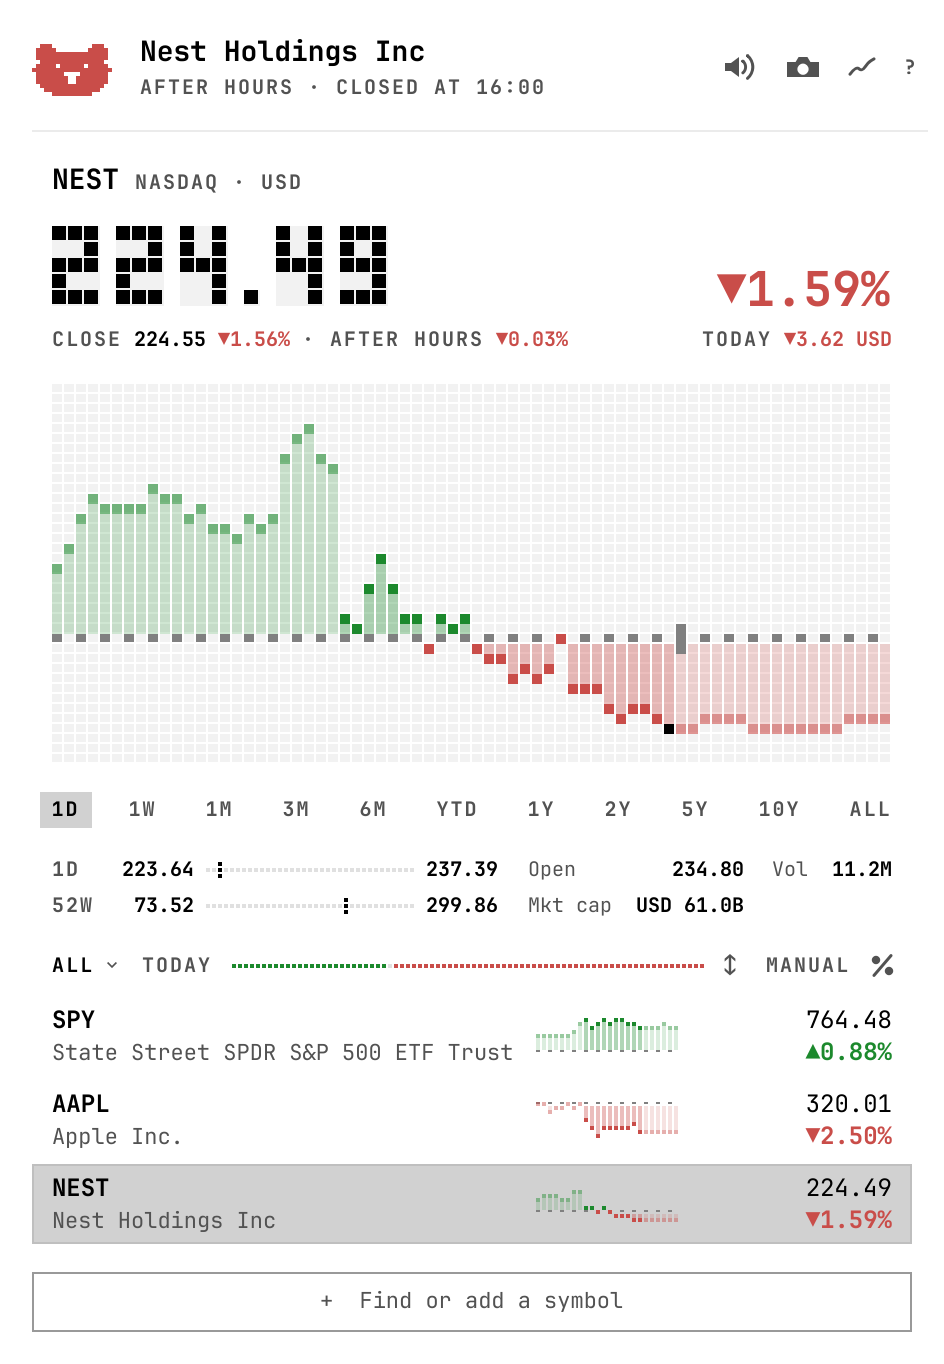 Nest Holdings Inc
AFTER HOURS · CLOSED AT 16:00
?
NEST NASDAQ · USD
224.49
▼1.59%
CLOSE 224.55 ▼1.56% · AFTER HOURS ▼0.03%
TODAY ▼3.62 USD
1D 1W 1M 3M 6M YTD 1Y 2Y 5Y 10Y ALL
1D 223.64 237.39 Open 234.80 Vol 11.2M
52W 73.52 299.86 Mkt cap USD 61.0B
ALL TODAY MANUAL %
SPY 764.48
State Street SPDR S&P 500 ETF Trust ▲0.88%
AAPL 320.01
Apple Inc. ▼2.50%
NEST 224.49
Nest Holdings Inc ▼1.59%
+ Find or add a symbol